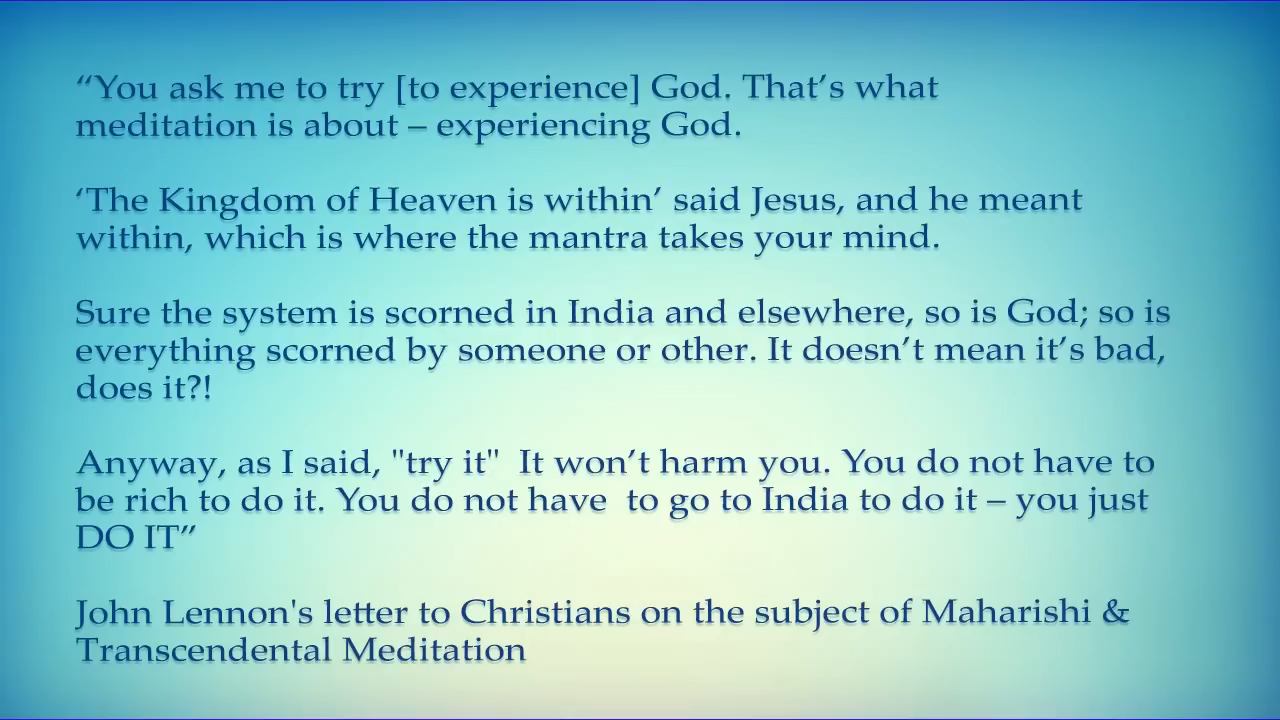 “You ask me to try [to experience] God. That’s what
meditation is about – experiencing God.
‘The Kingdom of Heaven is within’ said Jesus, and he meant
within, which is where the mantra takes your mind.
Sure the system is scorned in India and elsewhere, so is God; so is
everything scorned by someone or other. It doesn’t mean it’s bad,
does it?!
Anyway, as I said, "try it"  It won’t harm you. You do not have to
be rich to do it. You do not have  to go to India to do it – you just
DO IT”
John Lennon's letter to Christians on the subject of Maharishi &
Transcendental Meditation